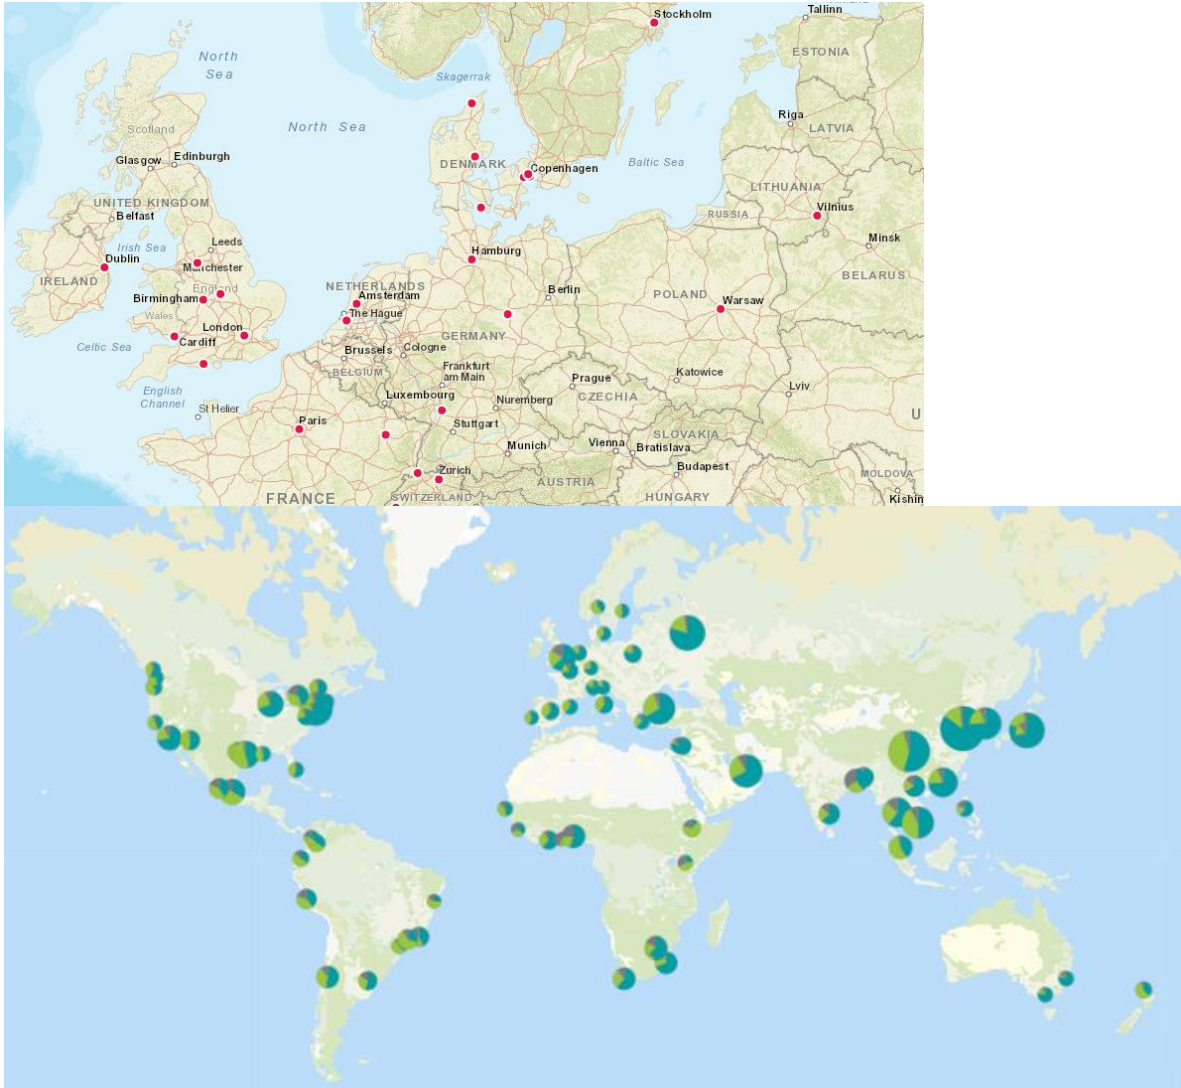 Stockholm
Tallinn
North
Sea
ESTONIA
Skagerrak
Riga
North Sea
Scotland
LATVIA
Glasgow
Edinburgh
DENMARK
Copenhagen
Baltic Sea
LITHUANIA
UNITED KINGDOM
Belfast
RUSSIA
Vilnius
Irish Sea
Leeds
Minsk
Dublin
Manchester
Hamburg
IRELAND
England
NETHERLANDS
BELARUS
Birmingham
Amsterdam
Berlin
POLAND
Warsaw
Wales
The Hague
London
Cardiff
GERMANY
Celtic Sea
Brussels
Cologne
BELGIUM
Frankfurt
am Main
Katowice
Prague
English
Channel
Luxembourg
CZECHIA
Lviv
St Helier
Nuremberg
U
Paris
Stuttgart
SLOVAKIA
Munich
Vienna
Bratislava
Zurich
Budapest
MOLDOVA
AUSTRIA
FRANCE
SWITZERLAND
HUNGARY
Kishin